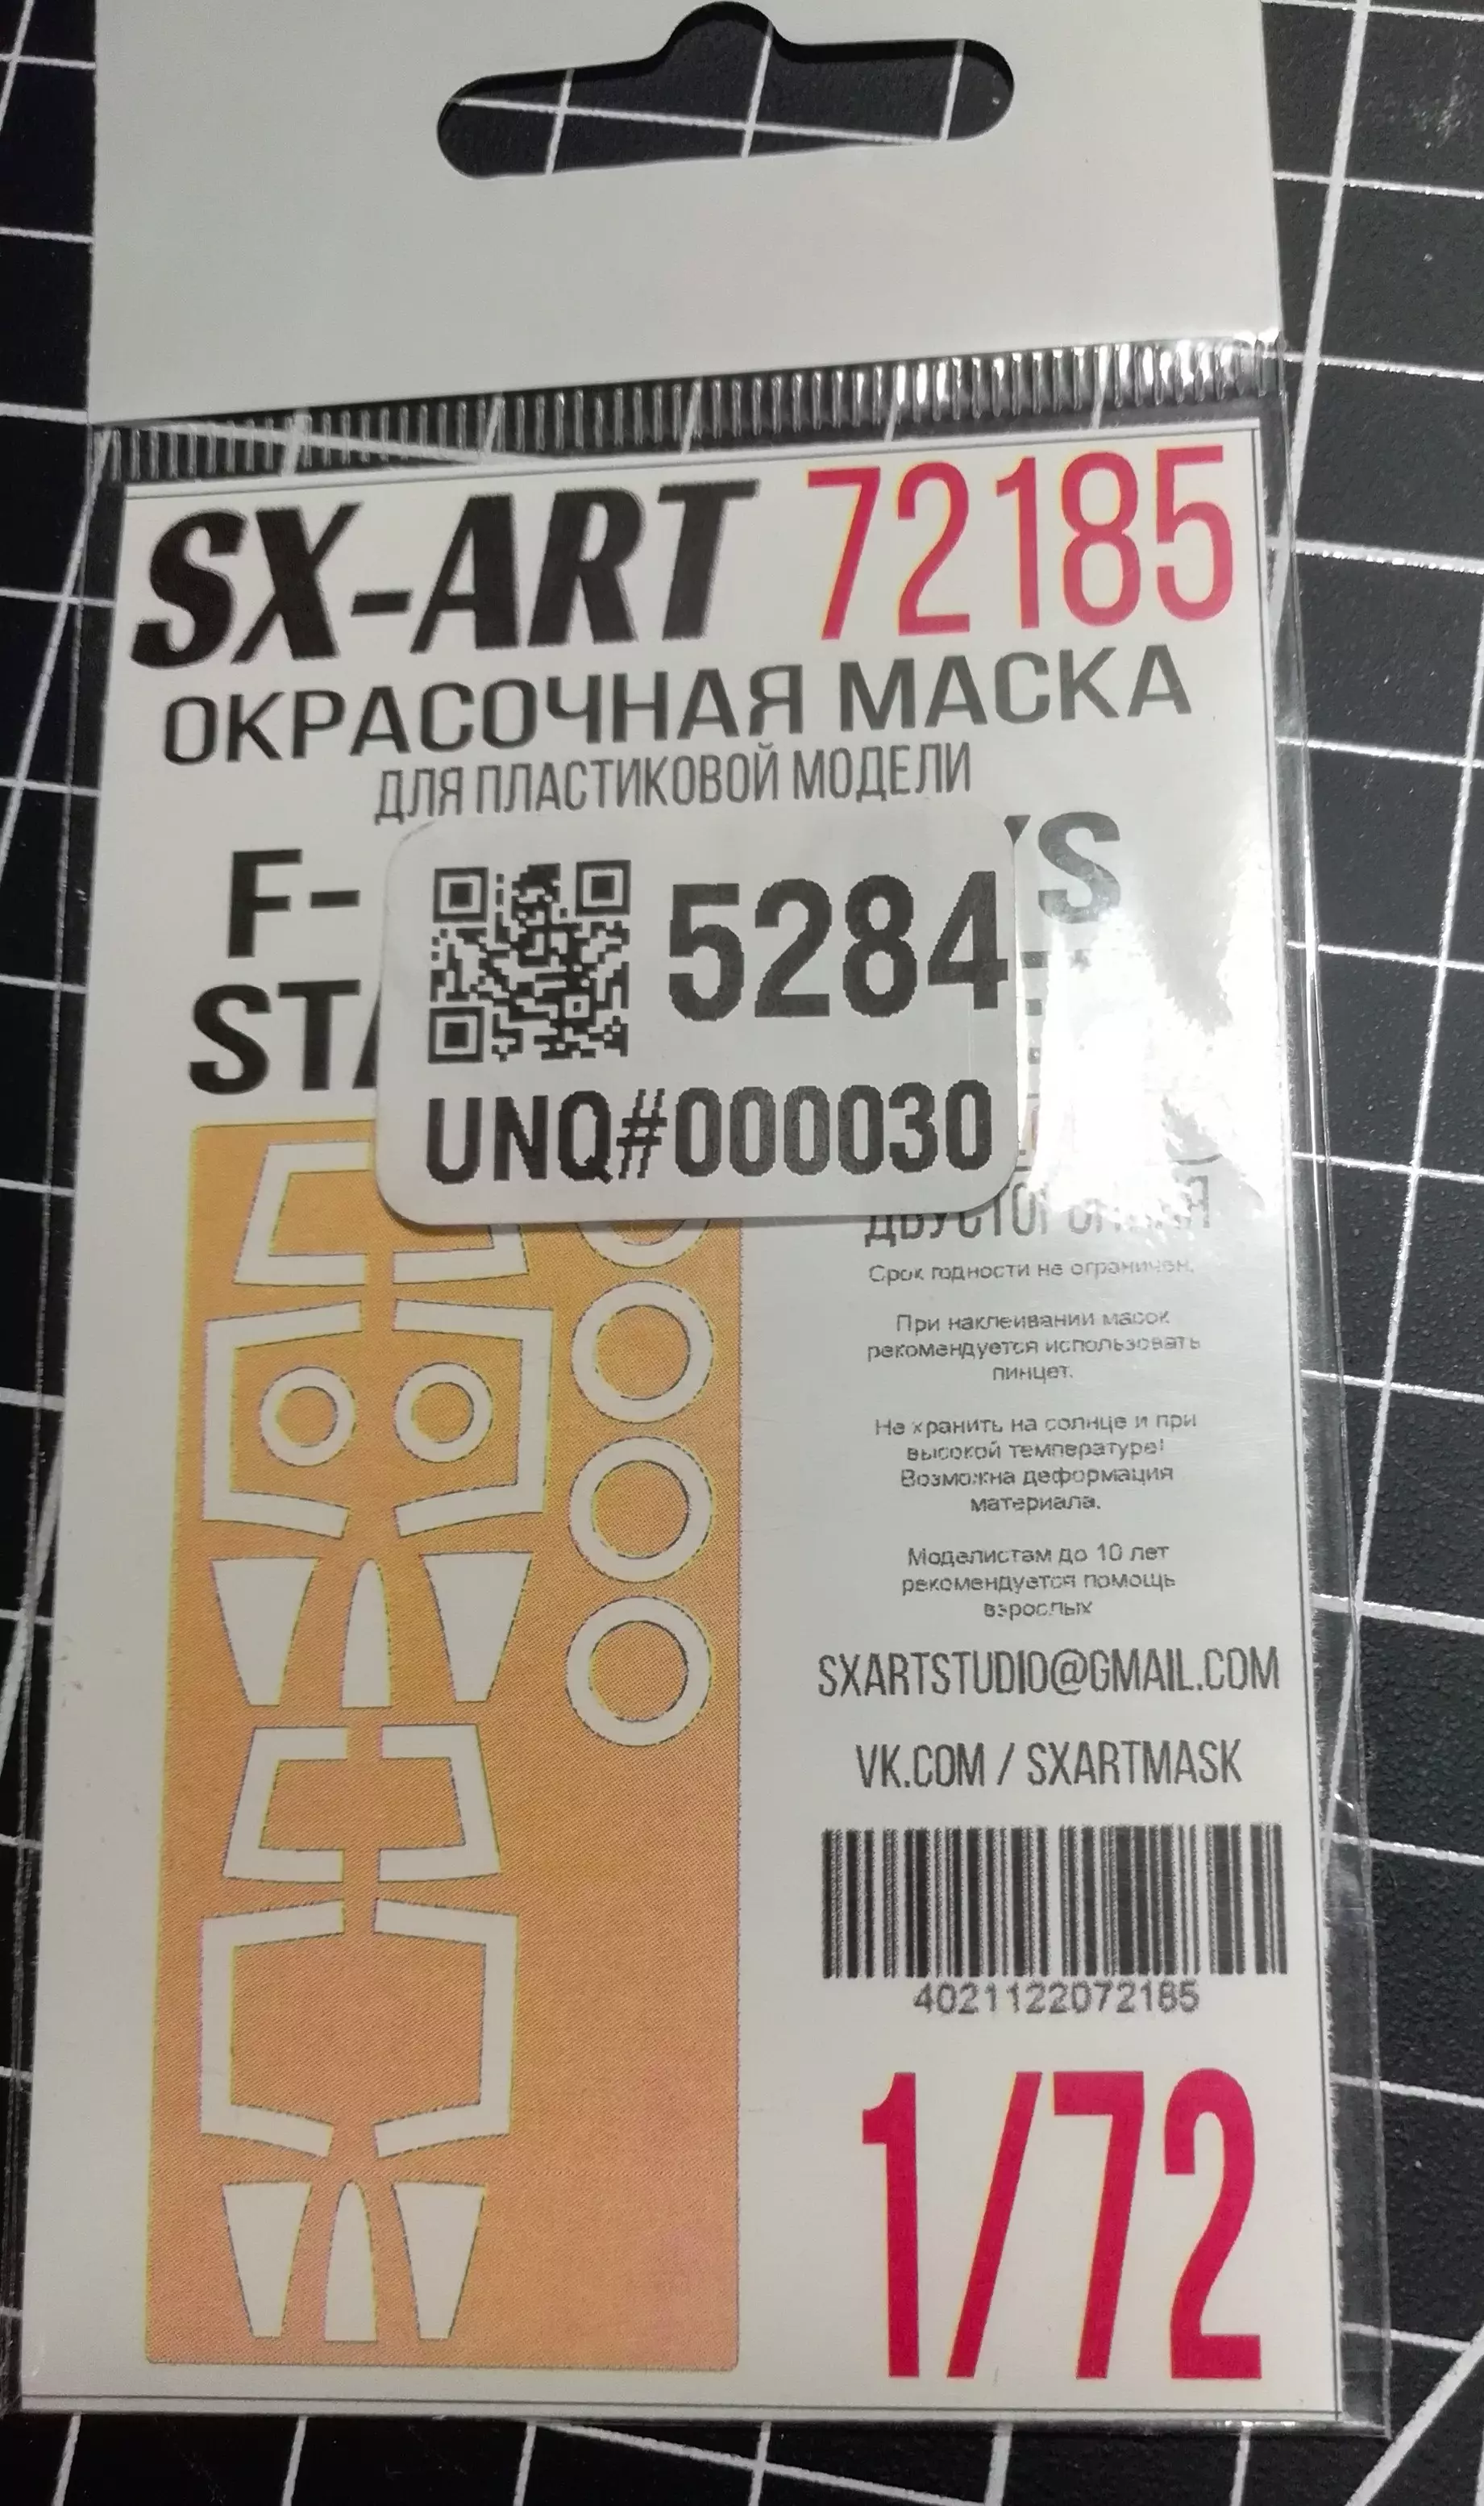 SX-ART 72185
ОКРАСОЧНАЯ МАСКА
ДЛЯ ПЛАСТИКОВОЙ МОДЕЛИ
5284
UNQ#000030
ДВУСТОРОННЯЯ
Срок годности не ограничен.
При наклеивании масок
рекомендуется использовать
пинцет.
Не хранить на солнце и при
высокой температуре!
Возможна деформация
материала.
Моделистам до 10 лет
рекомендуется помощь
взрослых
SXARTSTUDIO@GMAIL.COM
VK.COM / SXARTMASK
4021122072185
1/72